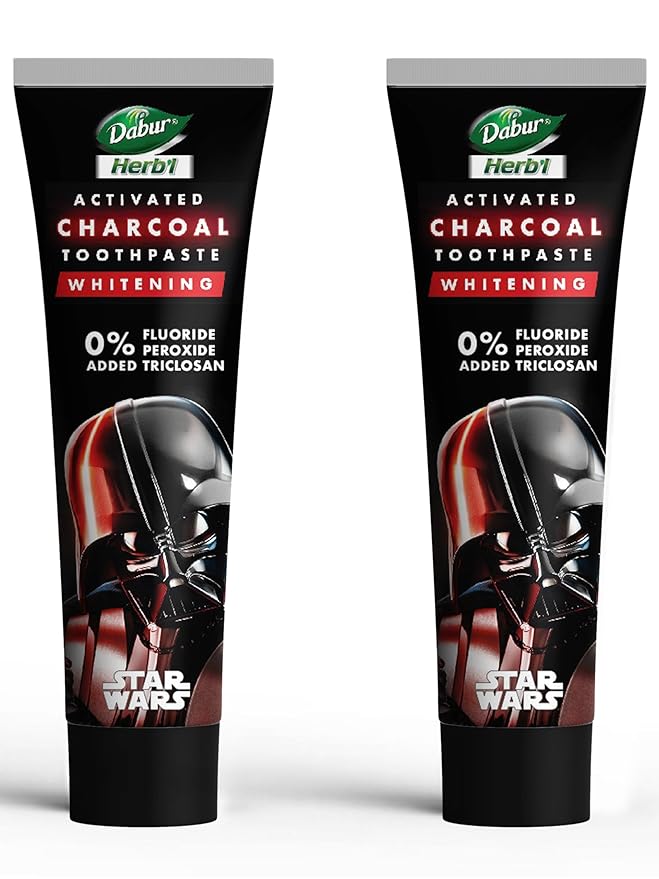 Dabur®
Herb'l
ACTIVATED
CHARCOAL
TOOTHPASTE
WHITENING
0% FLUORIDE
PEROXIDE
ADDED TRICLOSAN
STAR
WARS
Dabur®
Herb'l
ACTIVATED
CHARCOAL
TOOTHPASTE
WHITENING
0% FLUORIDE
PEROXIDE
ADDED TRICLOSAN
STAR
WARS